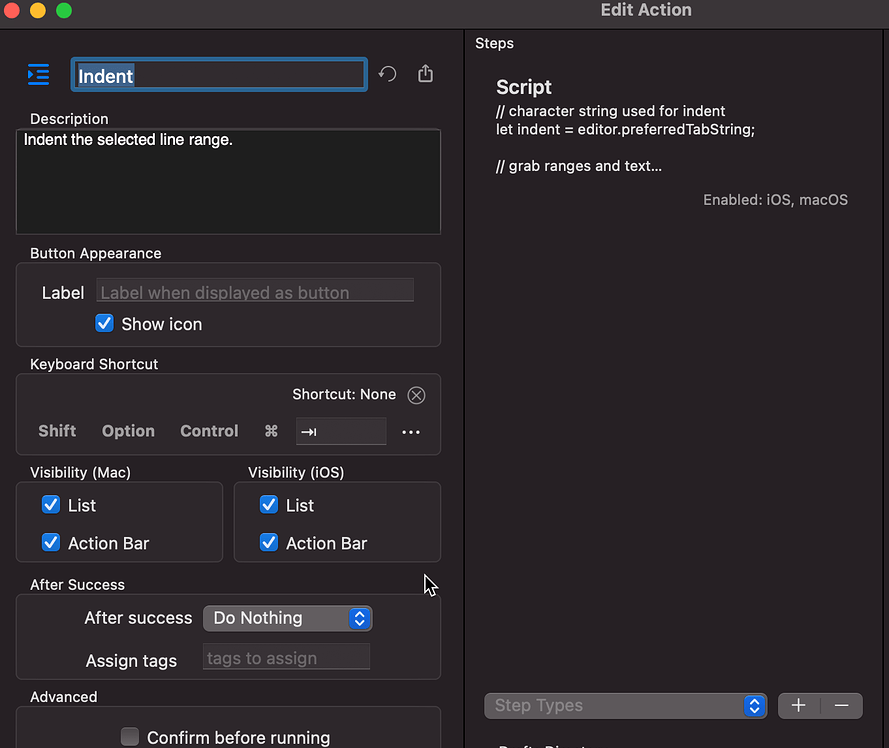 Edit Action
Indent
Description
Indent the selected line range.
Button Appearance
Label Label when displayed as button
Show icon
Keyboard Shortcut
Shortcut: None
Shift Option Control ⌘ ⇥ ...
Visibility (Mac)
List
Action Bar
Visibility (iOS)
List
Action Bar
After Success
After success Do Nothing
Assign tags tags to assign
Advanced
Confirm before running
Steps
Script
// character string used for indent
let indent = editor.preferredTabString;
// grab ranges and text...
Enabled: iOS, macOS
Step Types